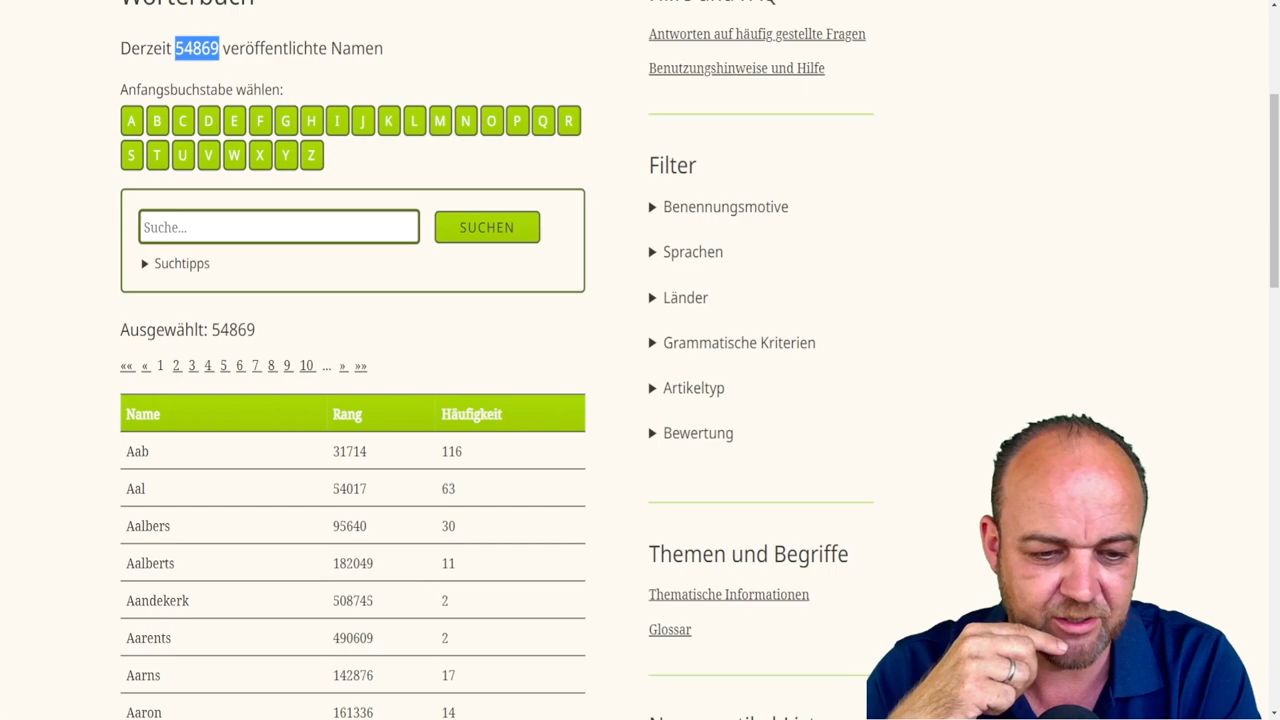 Wörterbuch
Derzeit 54869 veröffentlichte Namen
Anfangsbuchstabe wählen:
A B C D E F G H I J K L M N O P Q R
S T U V W X Y Z
Suche...
SUCHEN
Suchtipps
Ausgewählt: 54869
«« « 1 2 3 4 5 6 7 8 9 10 ... » »»
Name Rang Häufigkeit
Aab 31714 116
Aal 54017 63
Aalbers 95640 30
Aalberts 182049 11
Aandekerk 508745 2
Aarents 490609 2
Aarns 142876 17
Aaron 161336 14
Antworten auf häufig gestellte Fragen
Benutzungshinweise und Hilfe
Filter
Benennungsmotive
Sprachen
Länder
Grammatische Kriterien
Artikeltyp
Bewertung
Themen und Begriffe
Thematische Informationen
Glossar